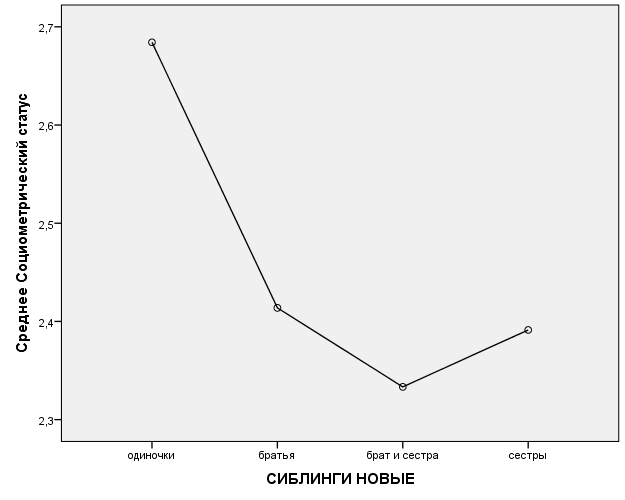 Среднее Социометрический статус
2,7
2,6
2,5
2,4
2,3
одиночки братья брат и сестра сестры
СИБЛИНГИ НОВЫЕ